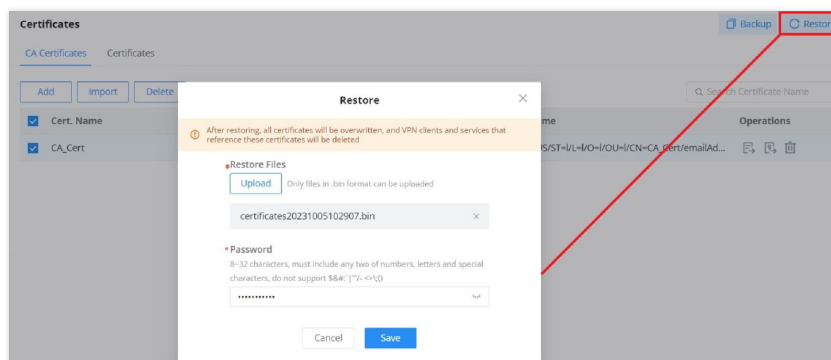 Certificates
Backup
Restor
CA Certificates
Certificates
Add
Import
Delete
Search Certificate Name
Restore
Cert. Name
me
Operations
After restoring, all certificates will be overwritten, and VPN clients and services that
reference these certificates will be deleted
CA_Cert
US/ST=l/L=l/O=l/OU=l/CN=CA_Cert/emailAd...
*Restore Files
Upload
Only files in .bin format can be uploaded
certificates20231005102907.bin
*Password
8~32 characters, must include any two of numbers, letters and special
characters, do not support
Cancel
Save